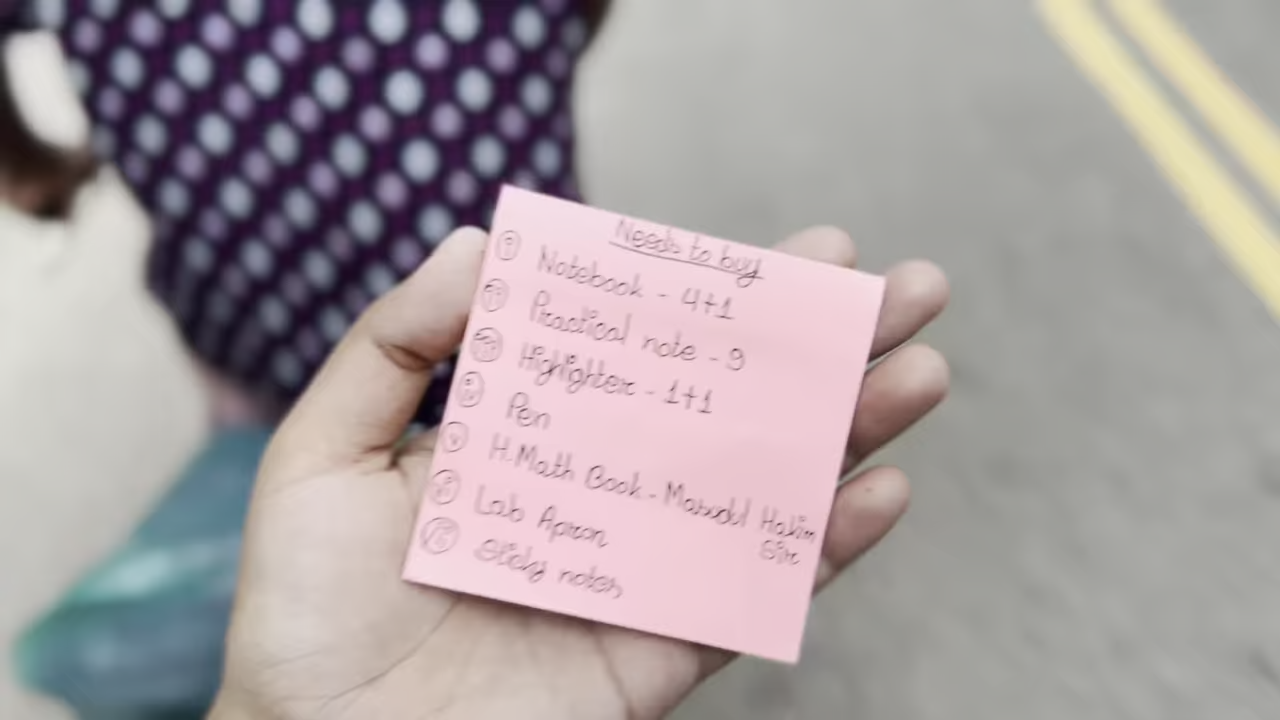 Needs to buy
i Notebook - 4+1
ii Practical note - 9
iii Highlighter - 1+1
iv Pen
v H.Math Book - Masudul Hakim
Sir
vi Lab Apron
vii Sticky notes